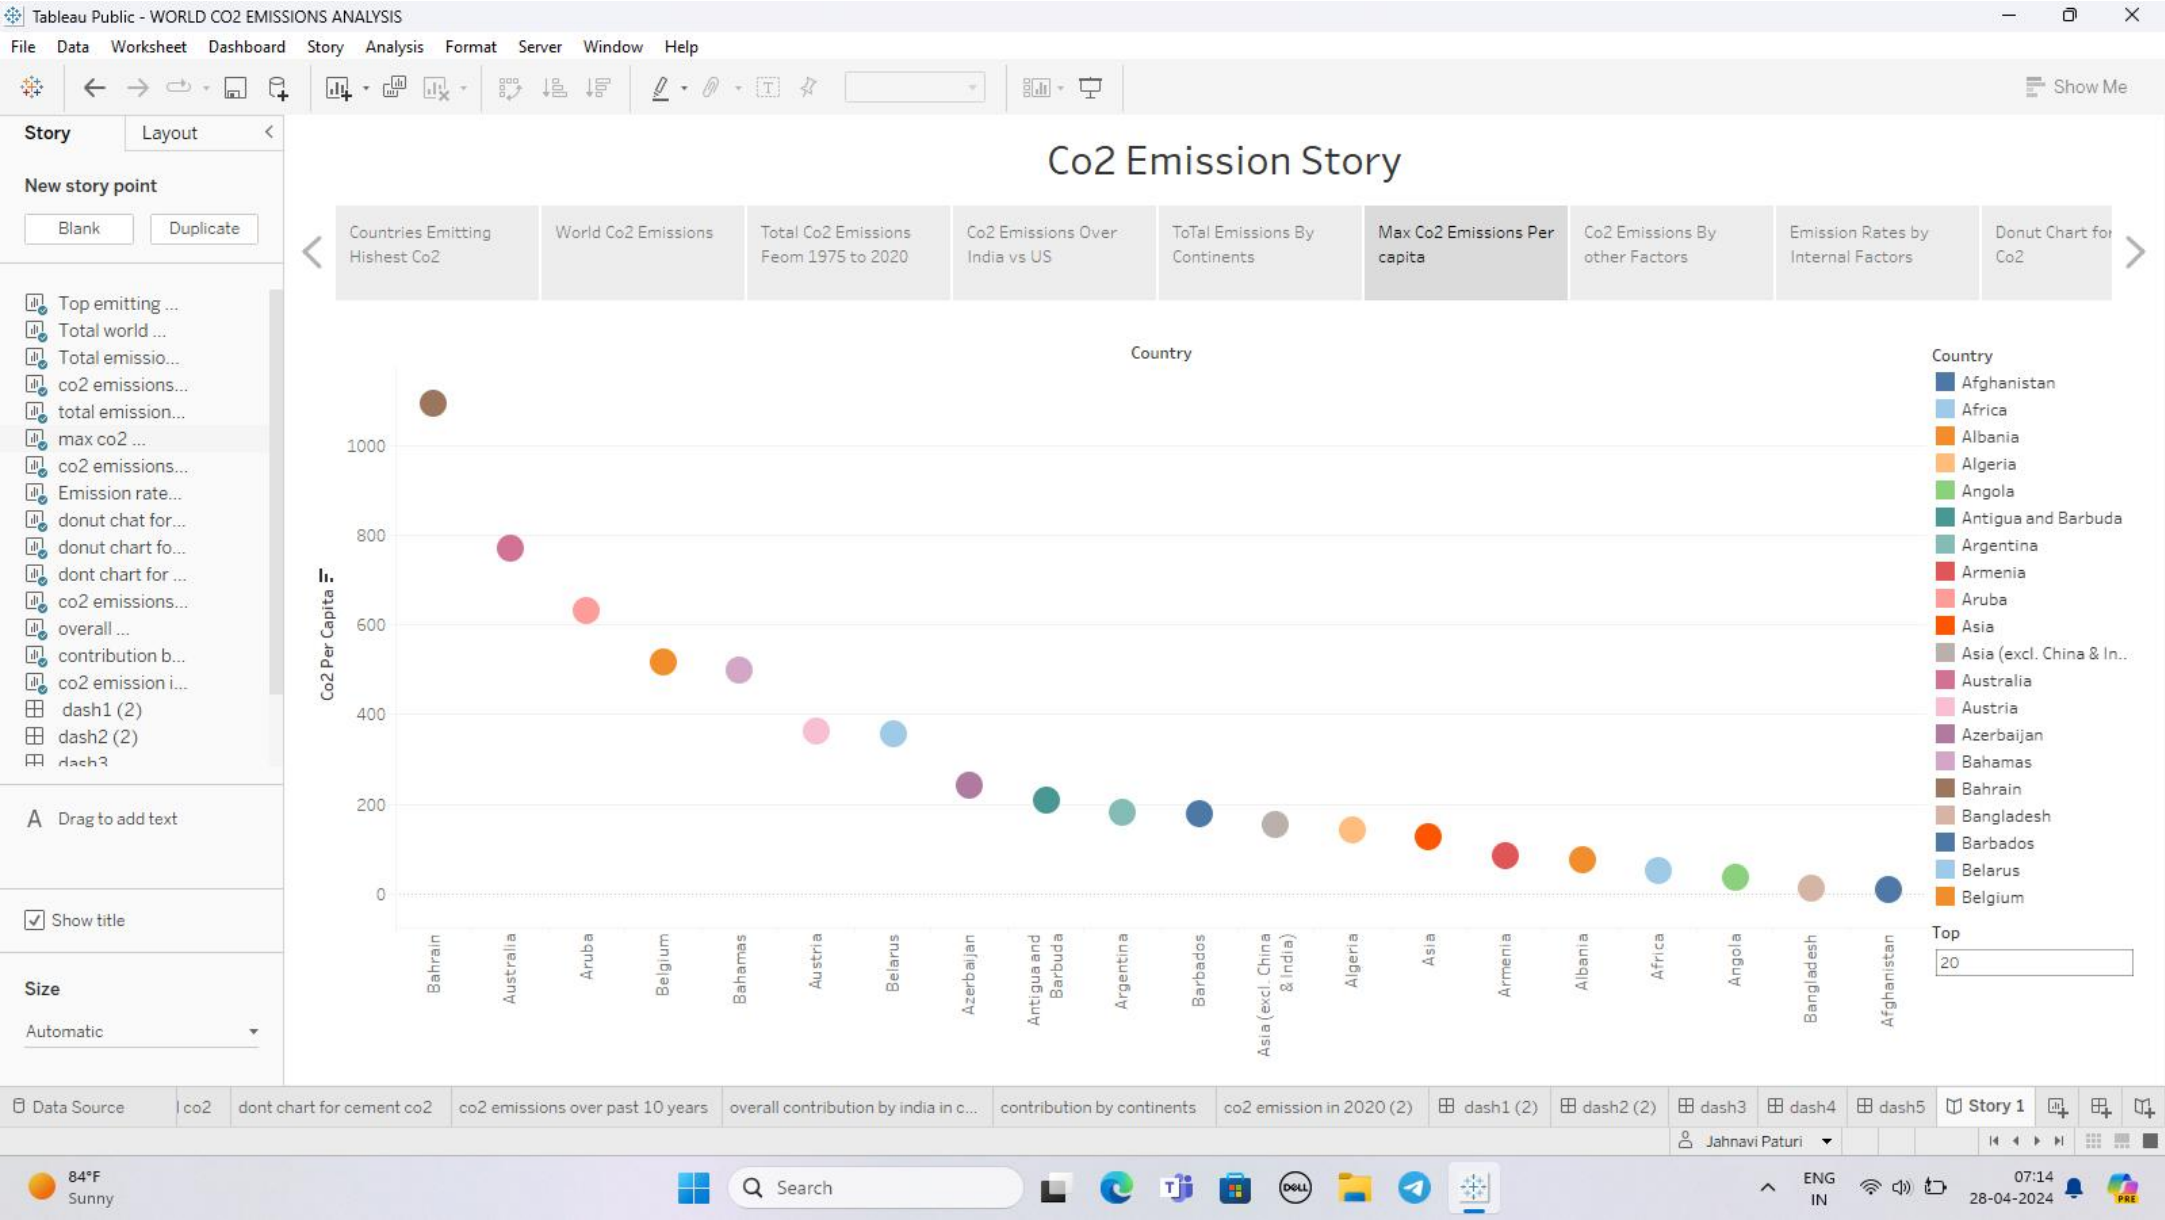 Tableau Public - WORLD CO2 EMISSIONS ANALYSIS
File Data Worksheet Dashboard Story Analysis Format Server Window Help
Show Me
Story Layout
New story point
Blank Duplicate
Top emitting ...
Total world ...
Total emissio...
co2 emissions...
total emission...
max co2 ...
co2 emissions...
Emission rate...
donut chat for...
donut chart fo...
dont chart for ...
co2 emissions...
overall ...
contribution b...
co2 emission i...
dash1 (2)
dash2 (2)
dash3
A Drag to add text
Show title
Size
Automatic
Co2 Emission Story
Countries Emitting
Hishest Co2
World Co2 Emissions
Total Co2 Emissions
Feom 1975 to 2020
Co2 Emissions Over
India vs US
ToTal Emissions By
Continents
Max Co2 Emissions Per
capita
Co2 Emissions By
other Factors
Emission Rates by
Internal Factors
Donut Chart for
Co2
Country
Co2 Per Capita
1000
800
600
400
200
0
Bahrain
Australia
Aruba
Belgium
Bahamas
Austria
Belarus
Azerbaijan
Antigua and
Barbuda
Argentina
Barbados
Asia (excl. China
& India)
Algeria
Asia
Armenia
Albania
Africa
Angola
Bangladesh
Afghanistan
Country
Afghanistan
Africa
Albania
Algeria
Angola
Antigua and Barbuda
Argentina
Armenia
Aruba
Asia
Asia (excl. China & In..
Australia
Austria
Azerbaijan
Bahamas
Bahrain
Bangladesh
Barbados
Belarus
Belgium
Top
20
Data Source l co2 dont chart for cement co2 co2 emissions over past 10 years overall contribution by india in c... contribution by continents co2 emission in 2020 (2) dash1 (2) dash2 (2) dash3 dash4 dash5 Story 1
Jahnavi Paturi
84°F
Sunny
Search
DELL
ENG
IN
07:14
28-04-2024
PRE